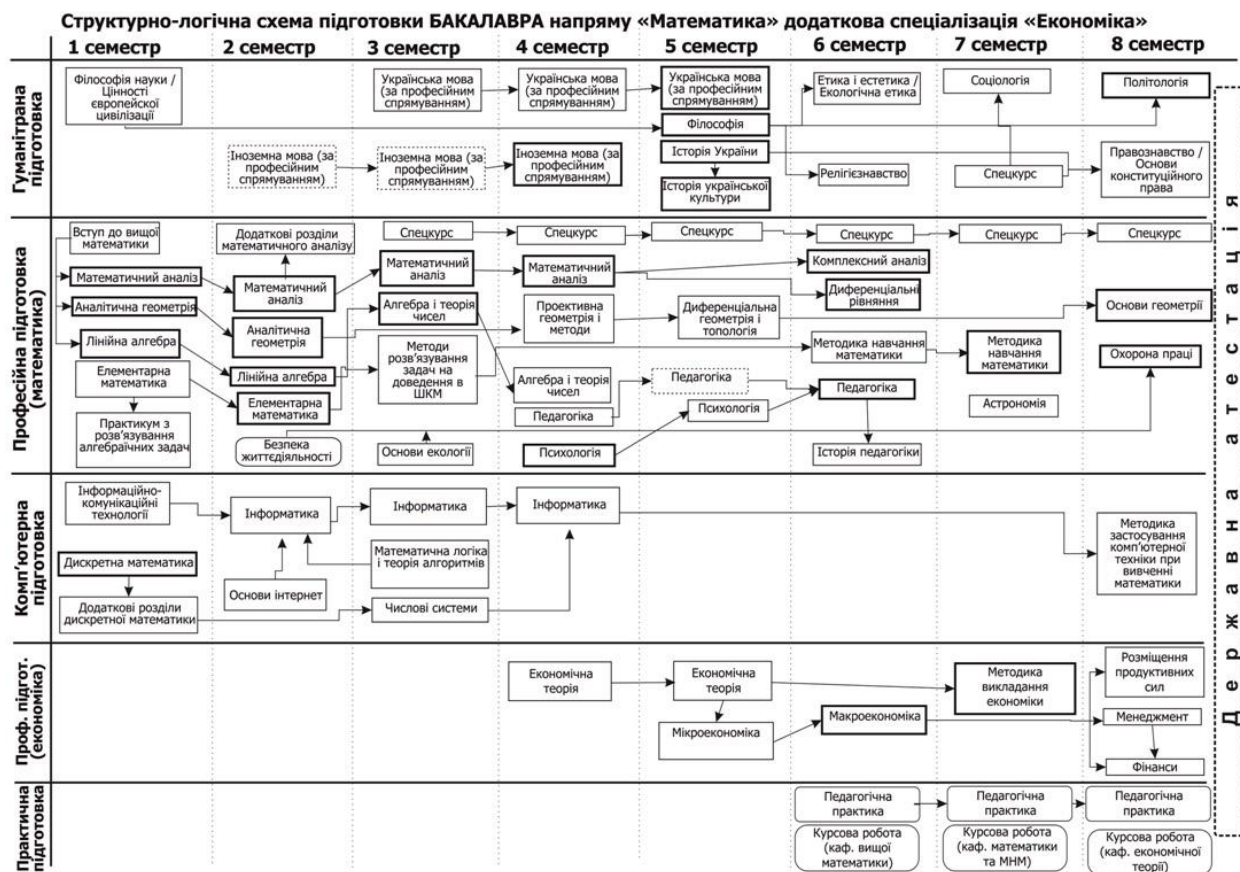 Структурно-логічна схема підготовки БАКАЛАВРА напряму «Математика» додаткова спеціалізація «Економіка»
1 семестр
2 семестр
3 семестр
4 семестр
5 семестр
6 семестр
7 семестр
8 семестр
Гуманітрана
підготовка
Філософія науки /
Цінності
європейскої
цивілізації
Українська мова
(за професійним
спрямуванням)
Українська мова
(за професійним
спрямуванням)
Українська мова
(за професійним
спрямуванням)
Етика і естетика /
Екологічна етика
Соціологія
Політологія
Філософія
Іноземна мова (за
професійним
спрямуванням)
Іноземна мова (за
професійним
спрямуванням)
Іноземна мова (за
професійним
спрямуванням)
Історія України
Історія української
культури
Релігієзнавство
Спецкурс
Правознавство /
Основи
конституційного
права
Професійна підготовка
(математика)
Вступ до вищої
математики
Додаткові розділи
математичного аналізу
Спецкурс
Спецкурс
Спецкурс
Спецкурс
Спецкурс
Спецкурс
Математичний аналіз
Математичний
аналіз
Математичний
аналіз
Математичний
аналіз
Комплексний аналіз
Диференціальні
рівняння
Аналітична геометрія
Аналітична
геометрія
Алгебра і теорія
чисел
Проективна
геометрія і
методи
Диференціальна
геометрія і
топологія
Основи
геометрії
Лінійна алгебра
Лінійна алгебра
Методи
розв’язування
задач на
доведення в
ШКМ
Алгебра і теорія
чисел
Методика навчання
математики
Методика
навчання
математики
Охорона праці
Елементарна
математика
Елементарна
математика
Педагогіка
Педагогіка
Педагогіка
Астрономія
Практикум з
розв’язування
алгебраїчних задач
Безпека
життєдіяльності
Основи екології
Психологія
Психологія
Історія педагогіки
Комп’ютерна
підготовка
Інформаційно-
комунікаційні
технології
Інформатика
Інформатика
Інформатика
Методика
застосування
комп’ютерної
техніки при
вивченні
математики
Дискретна математика
Математична логіка
і теорія алгоритмів
Основи інтернет
Додаткові розділи
дискретної математики
Числові системи
Проф. підгот.
(економіка)
Економічна
теорія
Економічна
теорія
Методика
викладання
економіки
Розміщення
продуктивних
сил
Мікроекономіка
Макроекономіка
Менеджмент
Фінанси
Практична
підготовка
Педагогічна
практика
Педагогічна
практика
Педагогічна
практика
Курсова робота
(каф. вищої
математики)
Курсова робота
(каф. математики
та МНМ)
Курсова робота
(каф. економічної
теорії)
Державна атестація